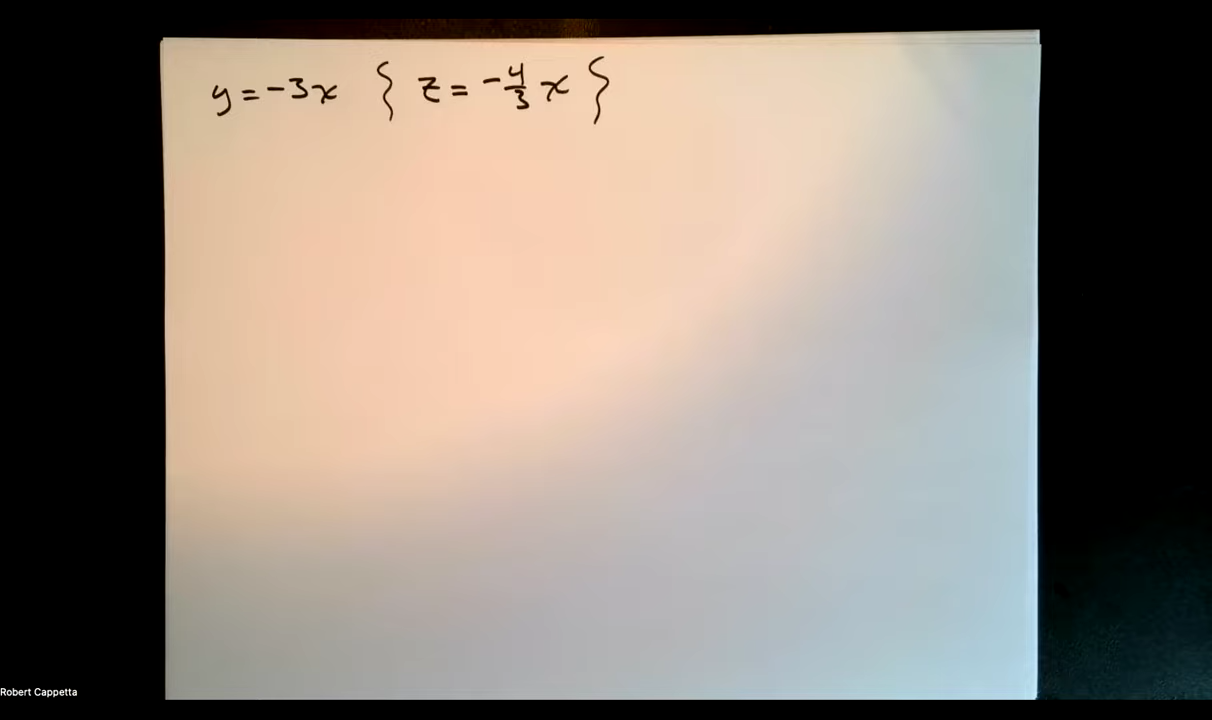 y = -3x { z = -4/3 x }
Robert Cappetta